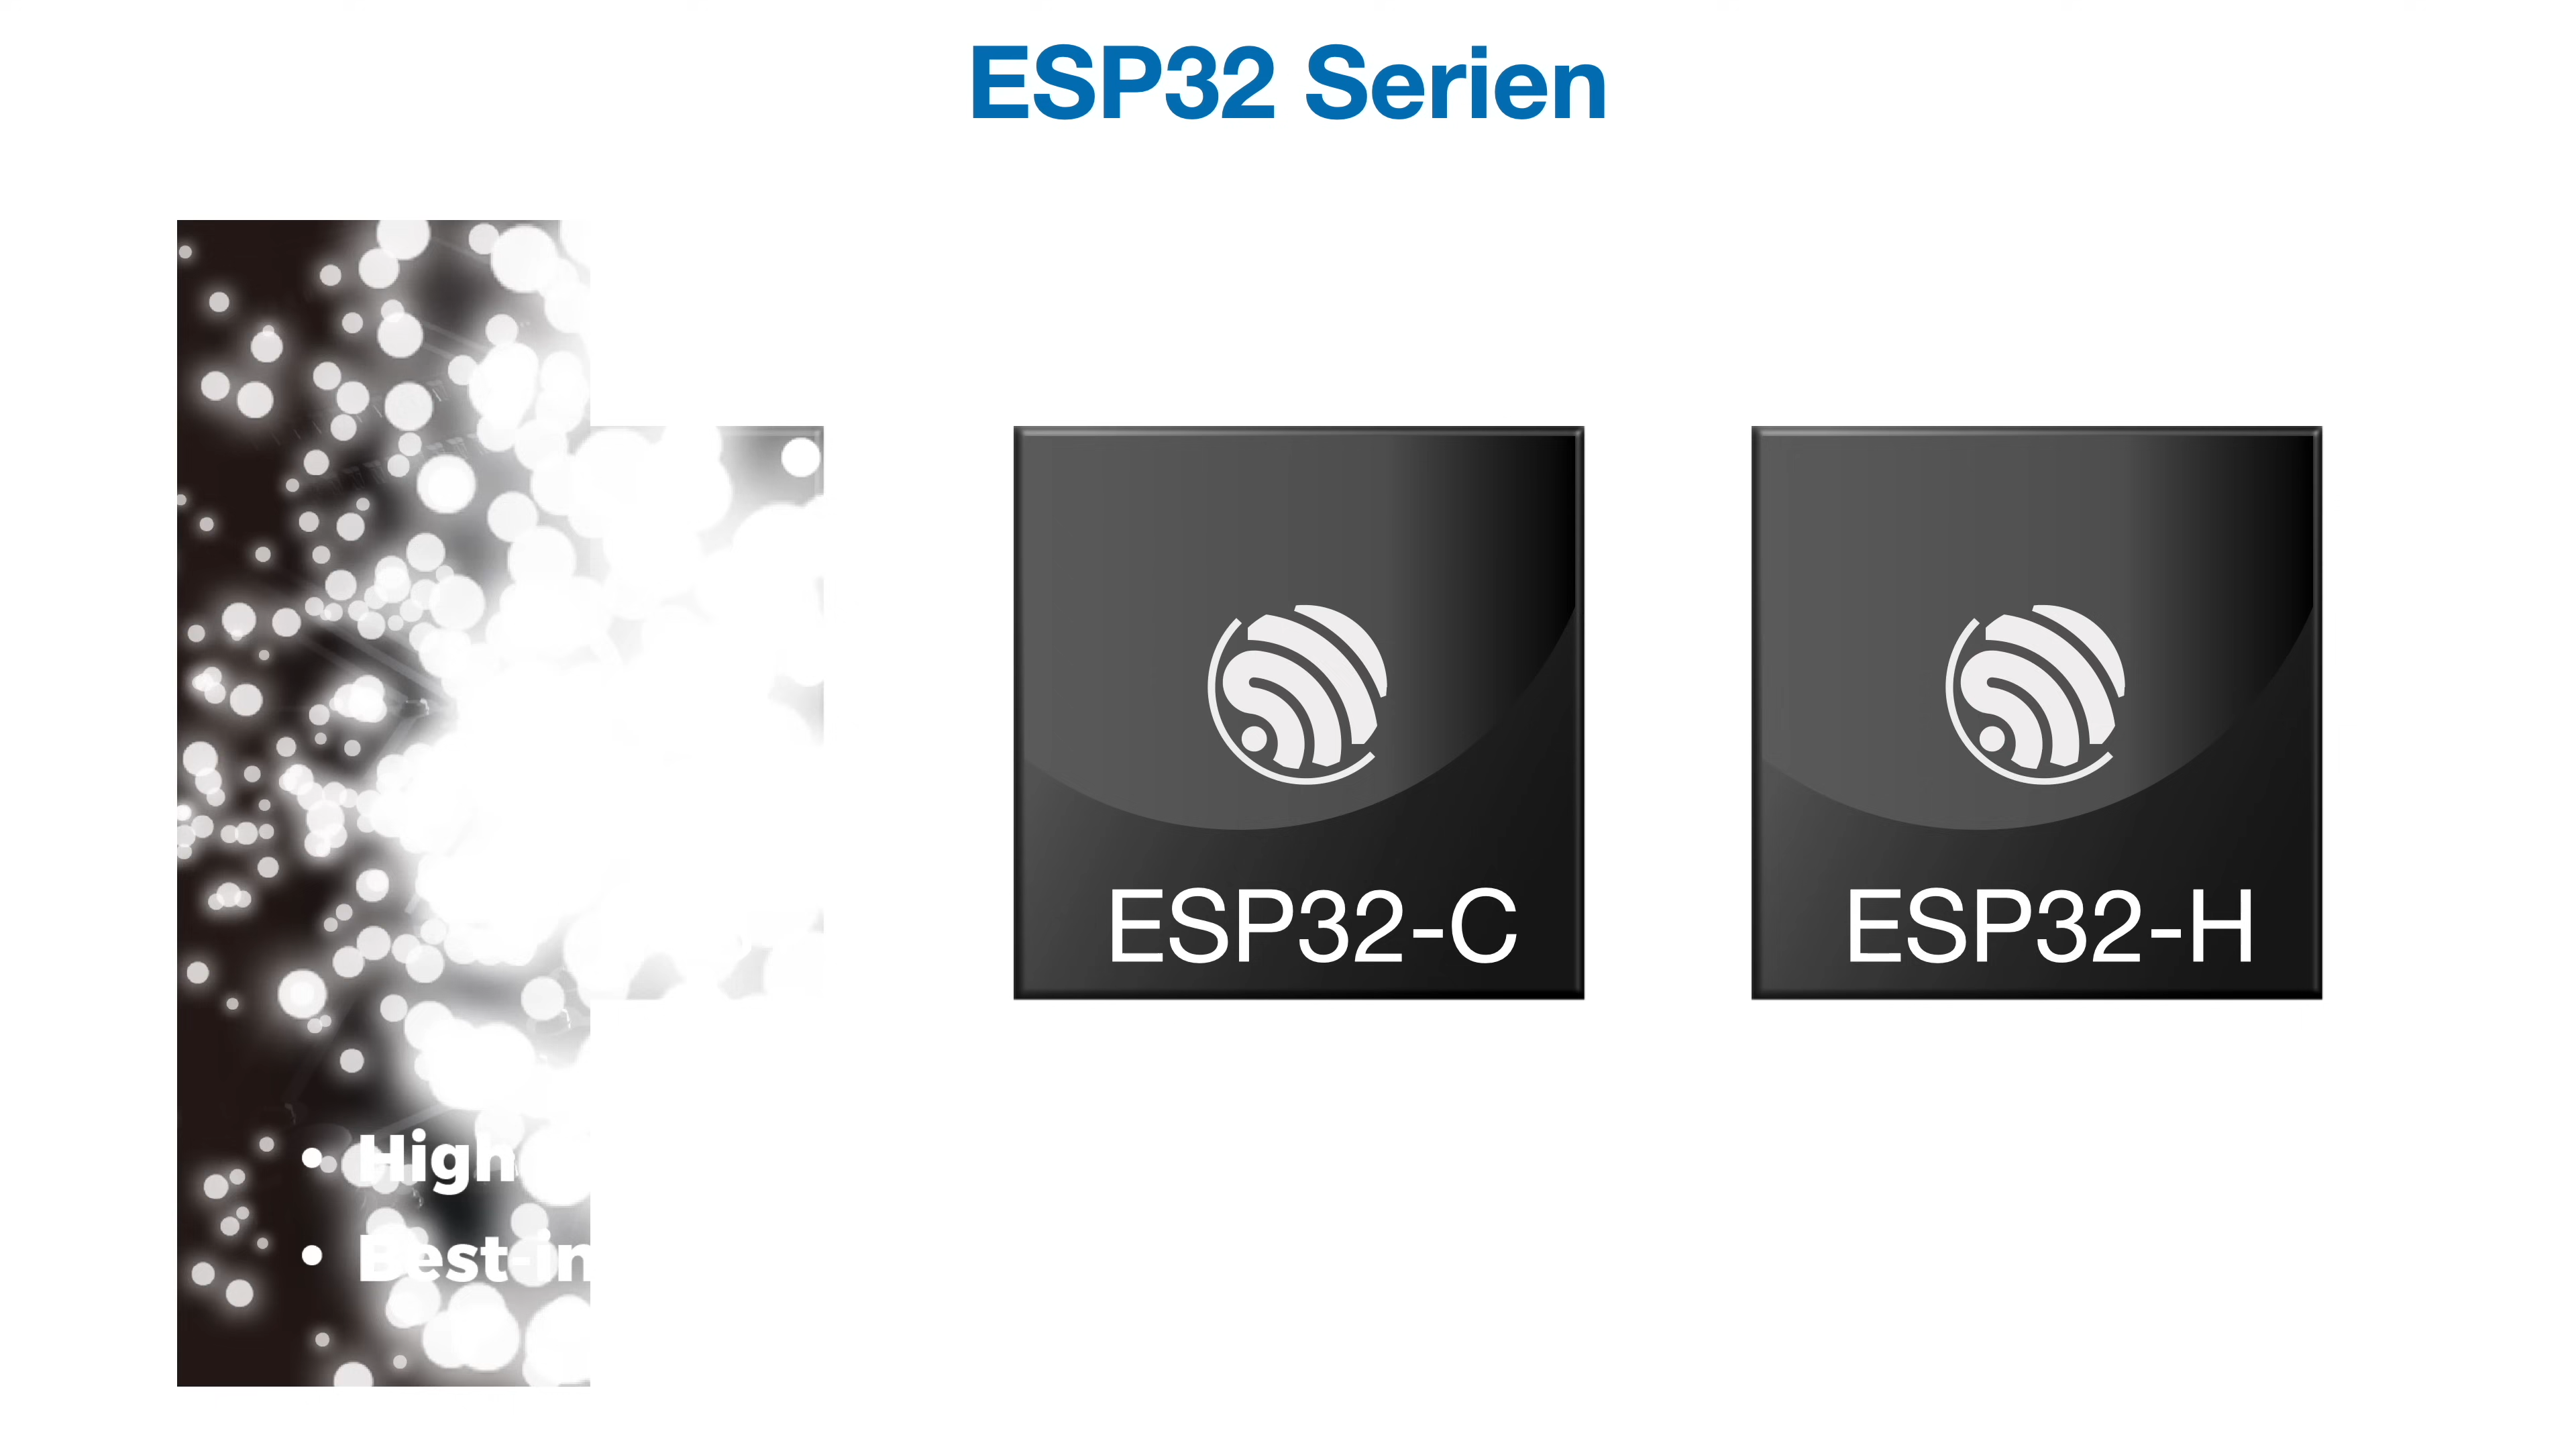 ESP32 Serien
ESP32-C
ESP32-H
• High
• Best-in